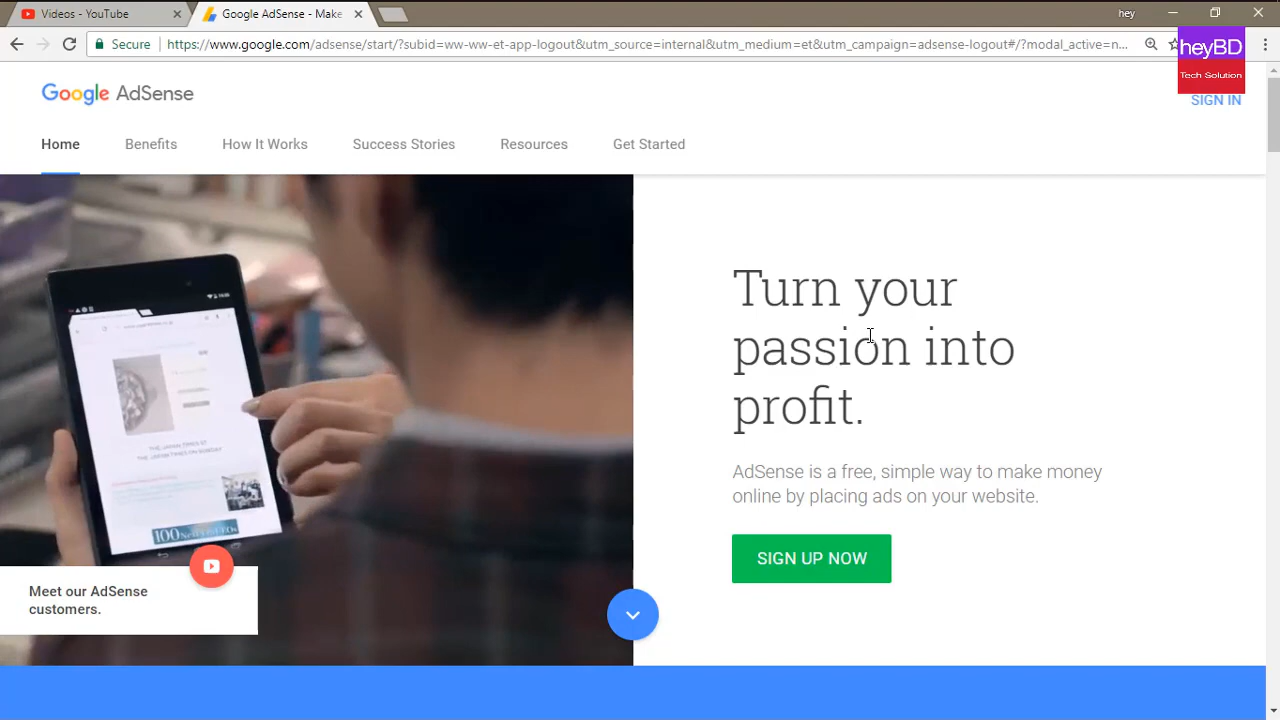 Videos - YouTube
Google AdSense - Make
hey
Secure
https://www.google.com/adsense/start/?subid=ww-ww-et-app-logout&utm_source=internal&utm_medium=et&utm_campaign=adsense-logout#/?modal_active=n...
heyBD
Tech Solution
Google AdSense
SIGN IN
Home
Benefits
How It Works
Success Stories
Resources
Get Started
Turn your
passion into
profit.
AdSense is a free, simple way to make money
online by placing ads on your website.
SIGN UP NOW
Meet our AdSense
customers.